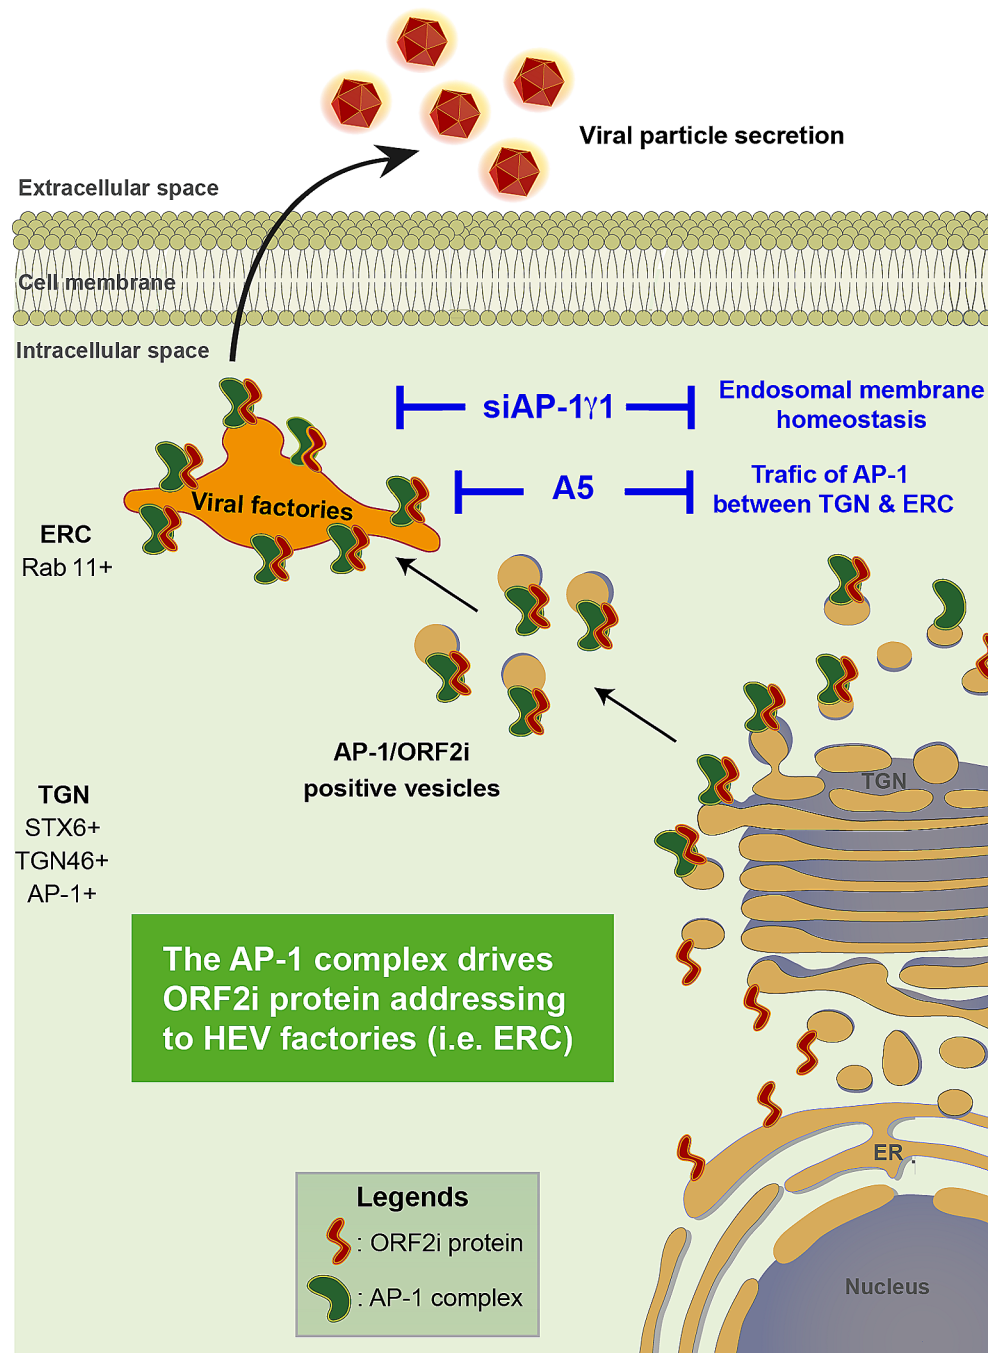 Viral particle secretion
Extracellular space
Cell membrane
Intracellular space
siAP-1γ1
Endosomal membrane
homeostasis
A5
Trafic of AP-1
between TGN & ERC
Viral factories
ERC
Rab 11+
AP-1/ORF2i
positive vesicles
TGN
TGN
STX6+
TGN46+
AP-1+
The AP-1 complex drives
ORF2i protein addressing
to HEV factories (i.e. ERC)
ER
Legends
: ORF2i protein
: AP-1 complex
Nucleus